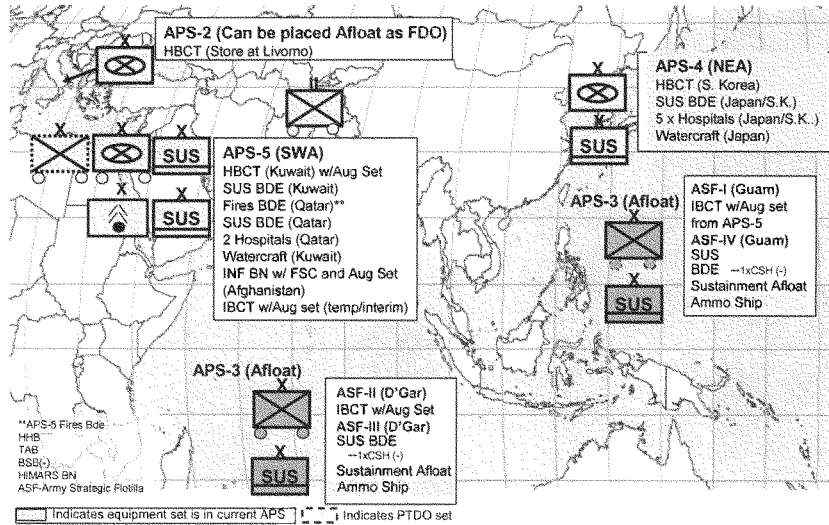 APS-2 (Can be placed Afloat as FDO)
HBCT (Store at Livorno)
X
X
X
X
X
SUS
X
X
SUS
II
APS-5 (SWA)
HBCT (Kuwait) w/Aug Set
SUS BDE (Kuwait)
Fires BDE (Qatar)**
SUS BDE (Qatar)
2 Hospitals (Qatar)
Watercraft (Kuwait)
INF BN w/ FSC and Aug Set
(Afghanistan)
IBCT w/Aug set (temp/interim)
X
X
SUS
APS-4 (NEA)
HBCT (S. Korea)
SUS BDE (Japan/S.K.)
5 x Hospitals (Japan/S.K..)
Watercraft (Japan)
APS-3 (Afloat)
X
X
SUS
ASF-I (Guam)
IBCT w/Aug set
from APS-5
ASF-IV (Guam)
SUS
BDE --1xCSH (-)
Sustainment Afloat
Ammo Ship
APS-3 (Afloat)
X
X
SUS
ASF-II (D'Gar)
IBCT w/Aug Set
ASF-III (D'Gar)
SUS BDE
--1xCSH (-)
Sustainment Afloat
Ammo Ship
**APS-5 Fires Bde
HHB
TAB
BSB(-)
HIMARS BN
ASF-Army Strategic Flotilla
Indicates equipment set is in current APS
Indicates PTDO set